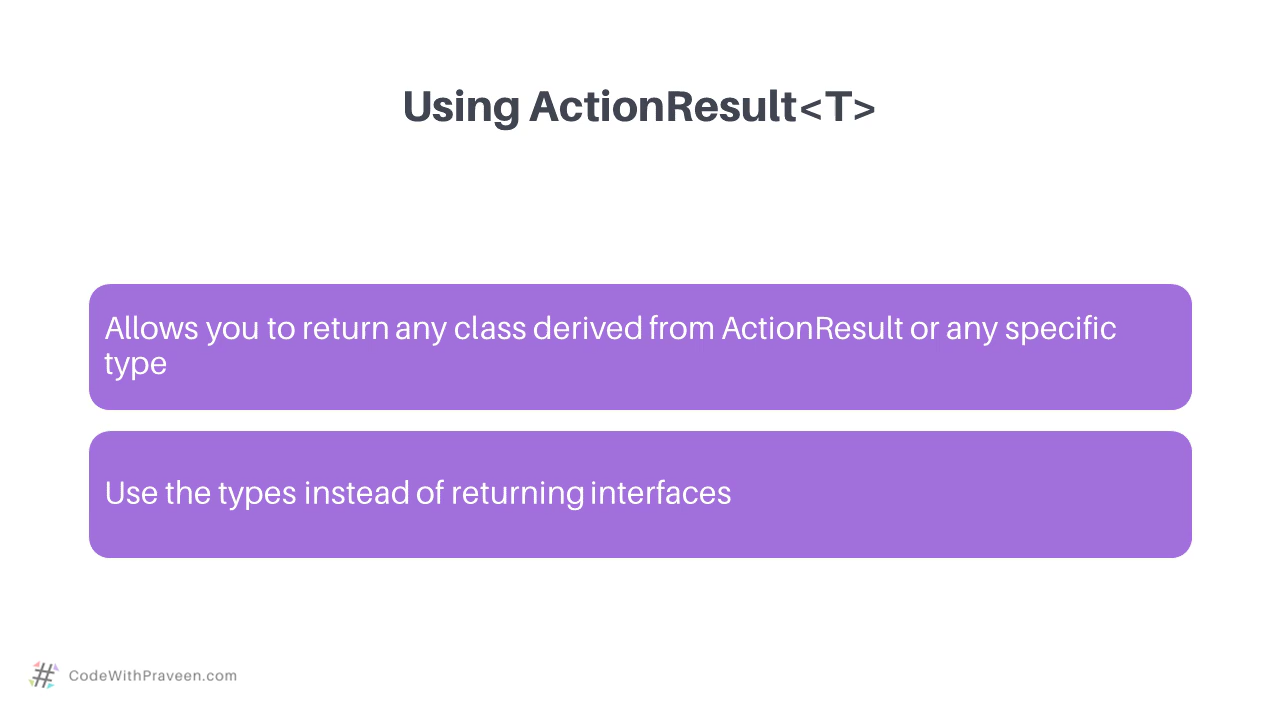 Using ActionResult<T>
Allows you to return any class derived from ActionResult or any specific
type
Use the types instead of returning interfaces
# CodeWithPraveen.com